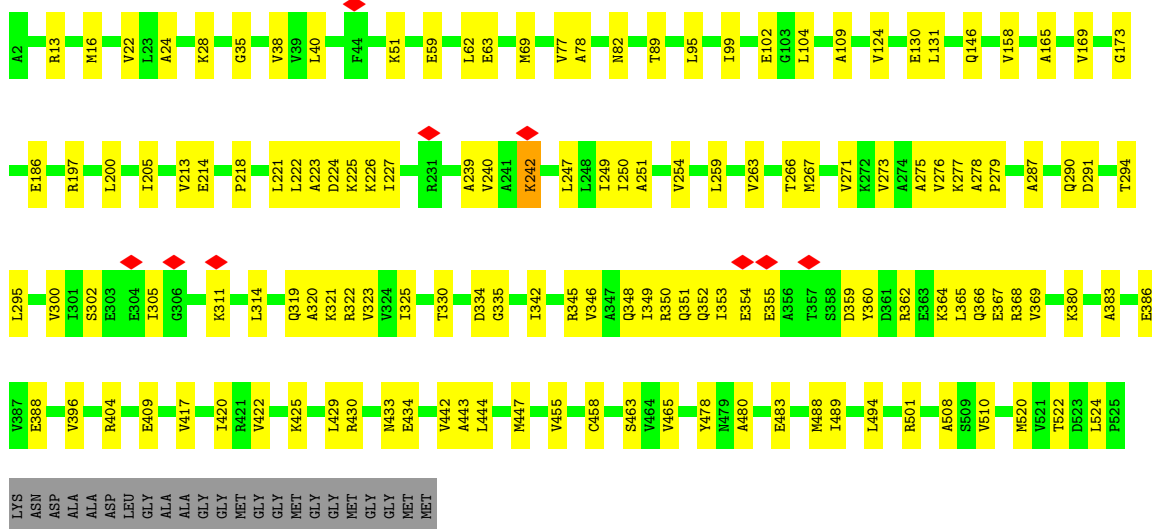 A2 R13 M16 V22 L23 A24 K28 G35 V38 V39 L40 F44 K51 E59 L62 E63 M69 V77 A78 N82 T89 L95 I99 E102 G103 L104 A109 V124 E130 L131 Q146 V158 A165 V169 G173
E186 R197 L200 I205 V213 E214 P218 L221 L222 A223 D224 K225 K226 I227 R231 A239 V240 A241 K242 L247 L248 I249 I250 A251 V254 L259 V263 T266 M267 V271 K272 V273 A274 A275 V276 K277 A278 P279 A287 Q290 D291 T294
L295 V300 I301 S302 E303 E304 I305 G306 K311 L314 Q319 A320 K321 R322 V323 V324 I325 T330 D334 G335 I342 R345 V346 A347 Q348 I349 R350 Q351 Q352 I353 E354 E355 A356 T357 S358 D359 Y360 D361 R362 E363 K364 L365 Q366 E367 R368 V369 K380 A383 E386
V387 E388 V396 R404 E409 V417 I420 R421 V422 K425 L429 R430 N433 E434 V442 A443 L444 M447 V455 C458 S463 V464 V465 Y478 N479 A480 E483 M488 I489 L494 R501 A508 S509 V510 M520 V521 T522 D523 L524 P525
LYS ASN ASP ALA ALA ASP LEU GLY ALA ALA GLY GLY MET GLY GLY MET GLY GLY MET GLY GLY MET MET